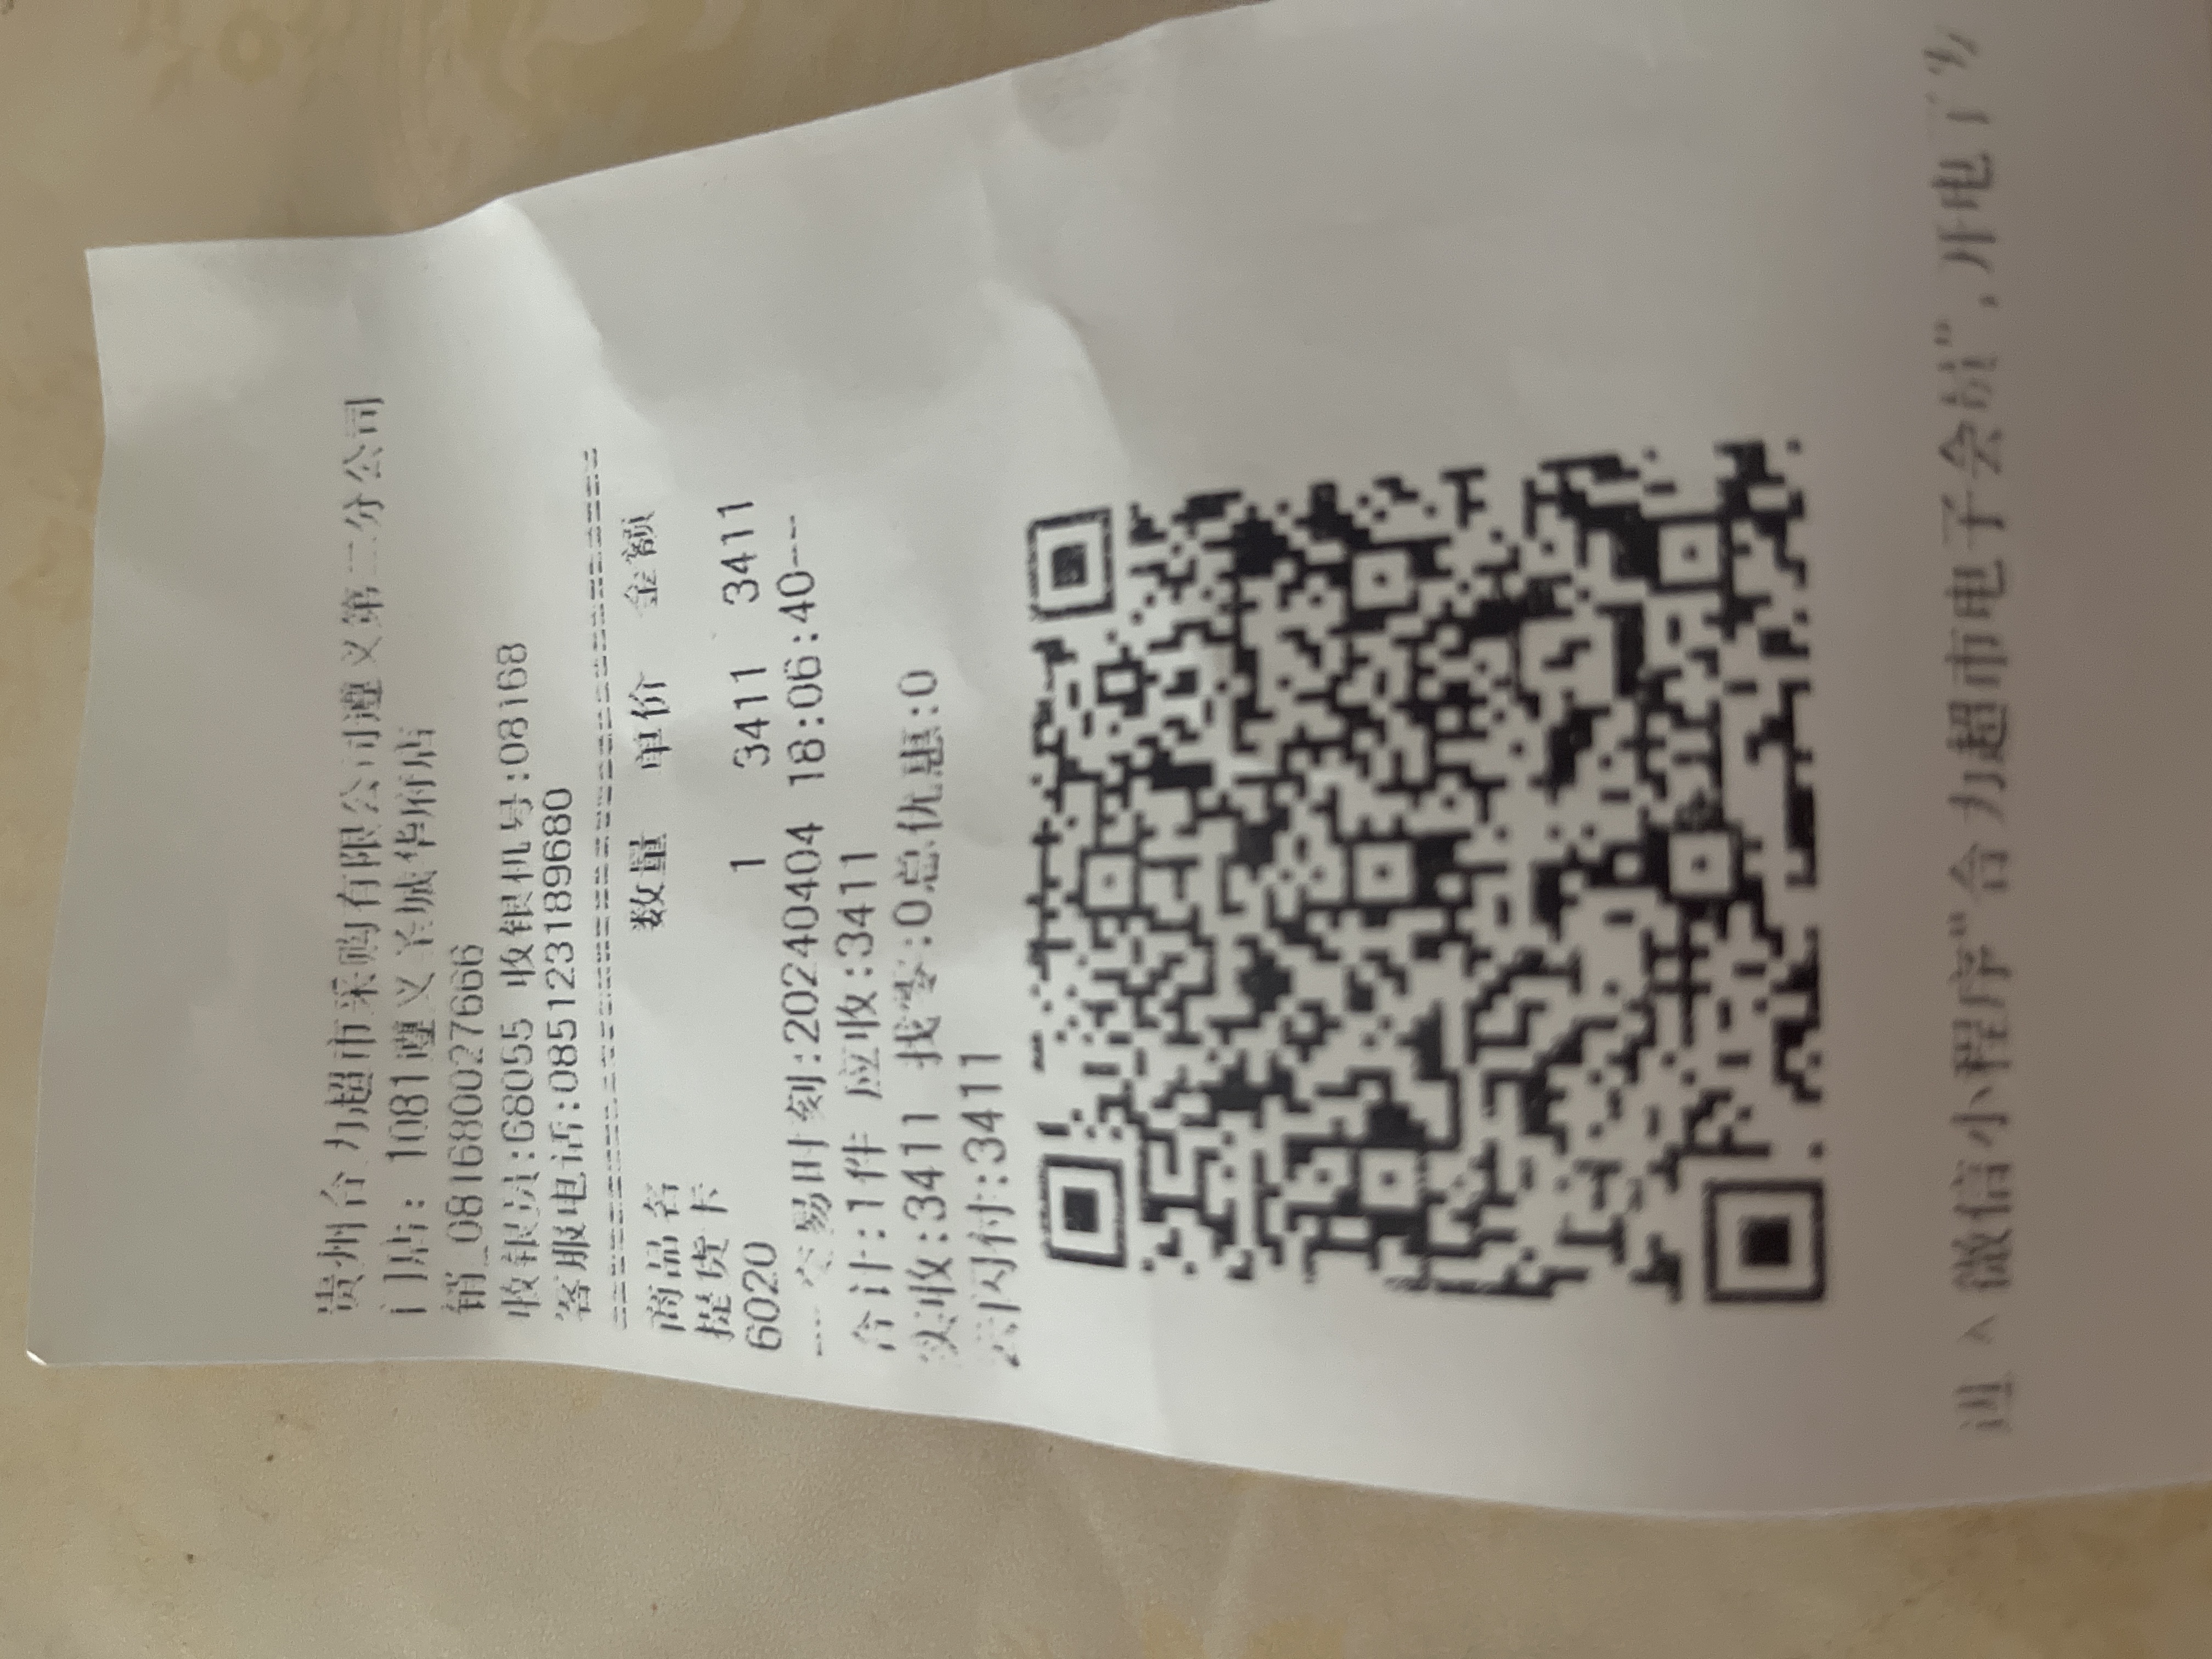 贵州合力超市采购有限公司遵义第二分公司
门店: 1081遵义圣城华府店
销_081680027666
收银员:68055 收银机号:08168
客服电话:085123189680
商品名 数量 单价 金额
提货卡
6020 1 3411 3411
---交易时刻:20240404 18:06:40--
合计:1件 应收:3411
实收:3411 找零:0总优惠:0
云闪付:3411
进入微信小程序"合力超市电子会员",开电子